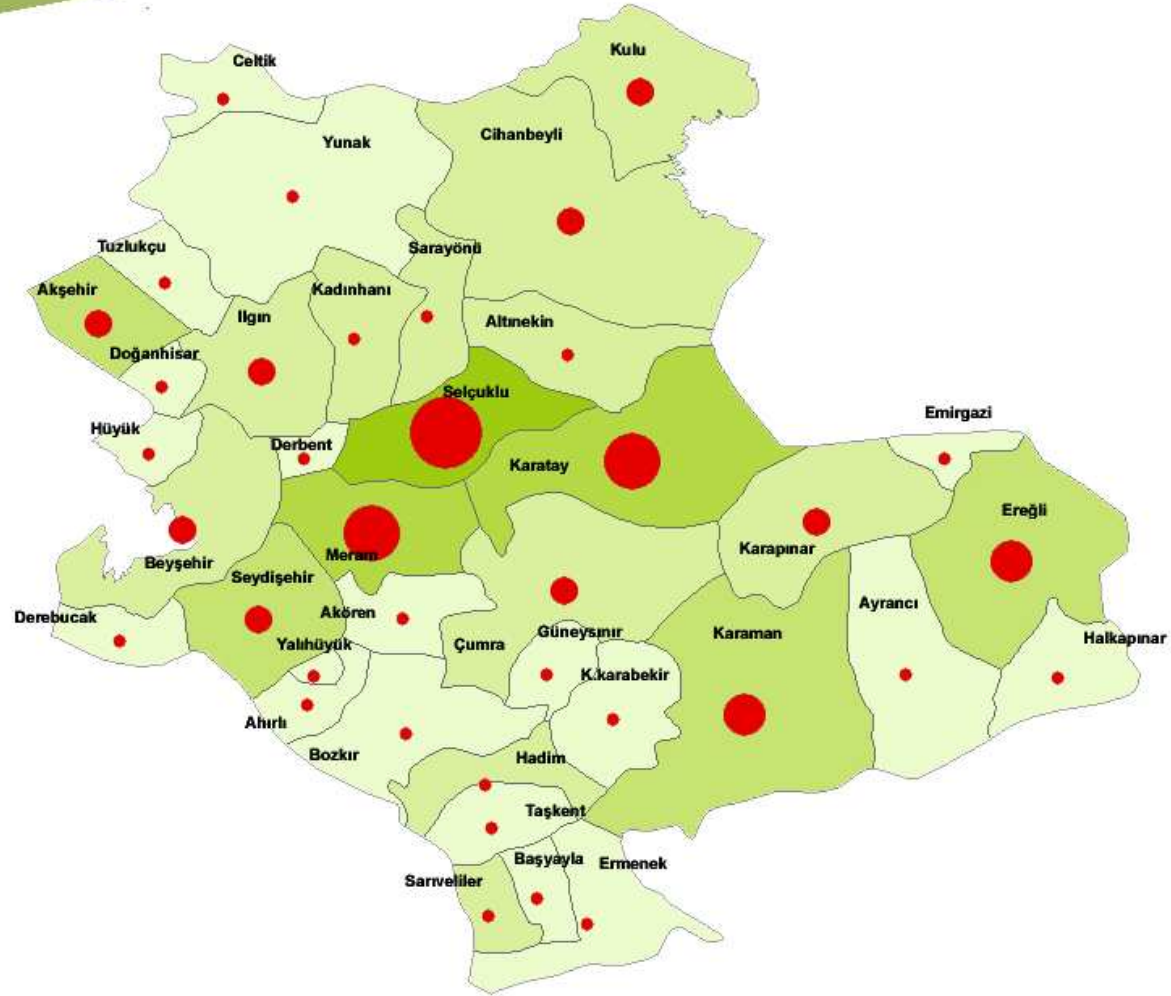 Kulu
Celtik
Cihanbeyli
Yunak
Tuzlukçu
Sarayönü
Akşehir
Kadınhanı
Ilgın
Altınekin
Doğanhisar
Selçuklu
Emirgazi
Hüyük
Derbent
Karatay
Ereğli
Karapınar
Meram
Beyşehir
Seydişehir
Ayrancı
Akören
Derebucak
Güneysınır
Karaman
Halkapınar
Yalıhüyük
Çumra
K.karabekir
Ahırlı
Bozkır
Hadim
Taşkent
Başyayla
Ermenek
Sarıveliler